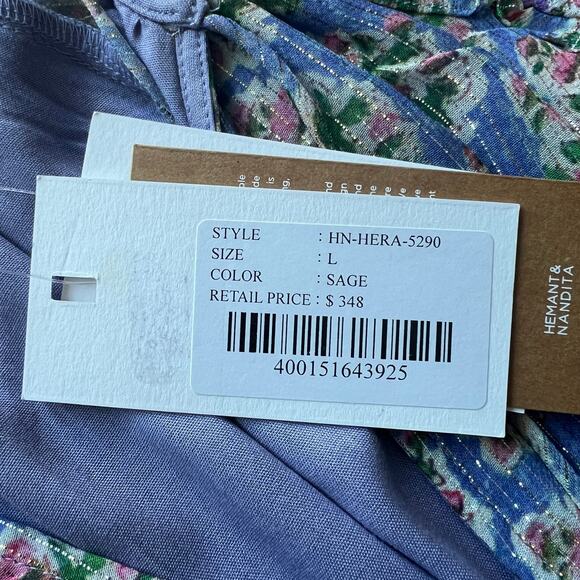 STYLE : HN-HERA-5290
SIZE : L
COLOR : SAGE
RETAIL PRICE : $ 348
400151643925
HEMANT &
NANDITA